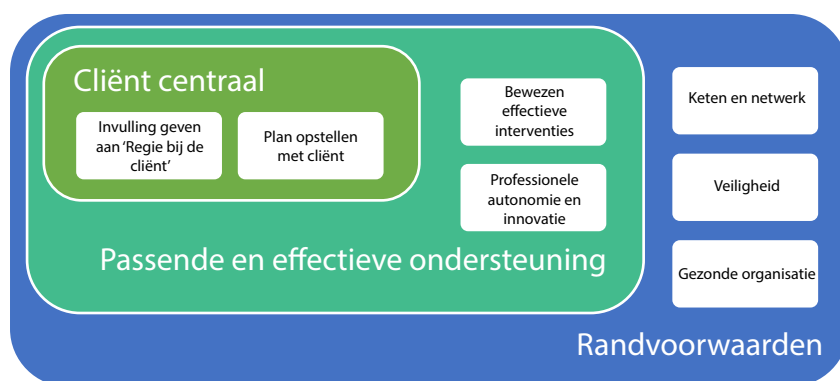 Cliënt centraal
Invulling geven
aan ‘Regie bij de
cliënt’
Plan opstellen
met cliënt
Bewezen
effectieve
interventies
Professionele
autonomie en
innovatie
Passende en effectieve ondersteuning
Keten en netwerk
Veiligheid
Gezonde organisatie
Randvoorwaarden